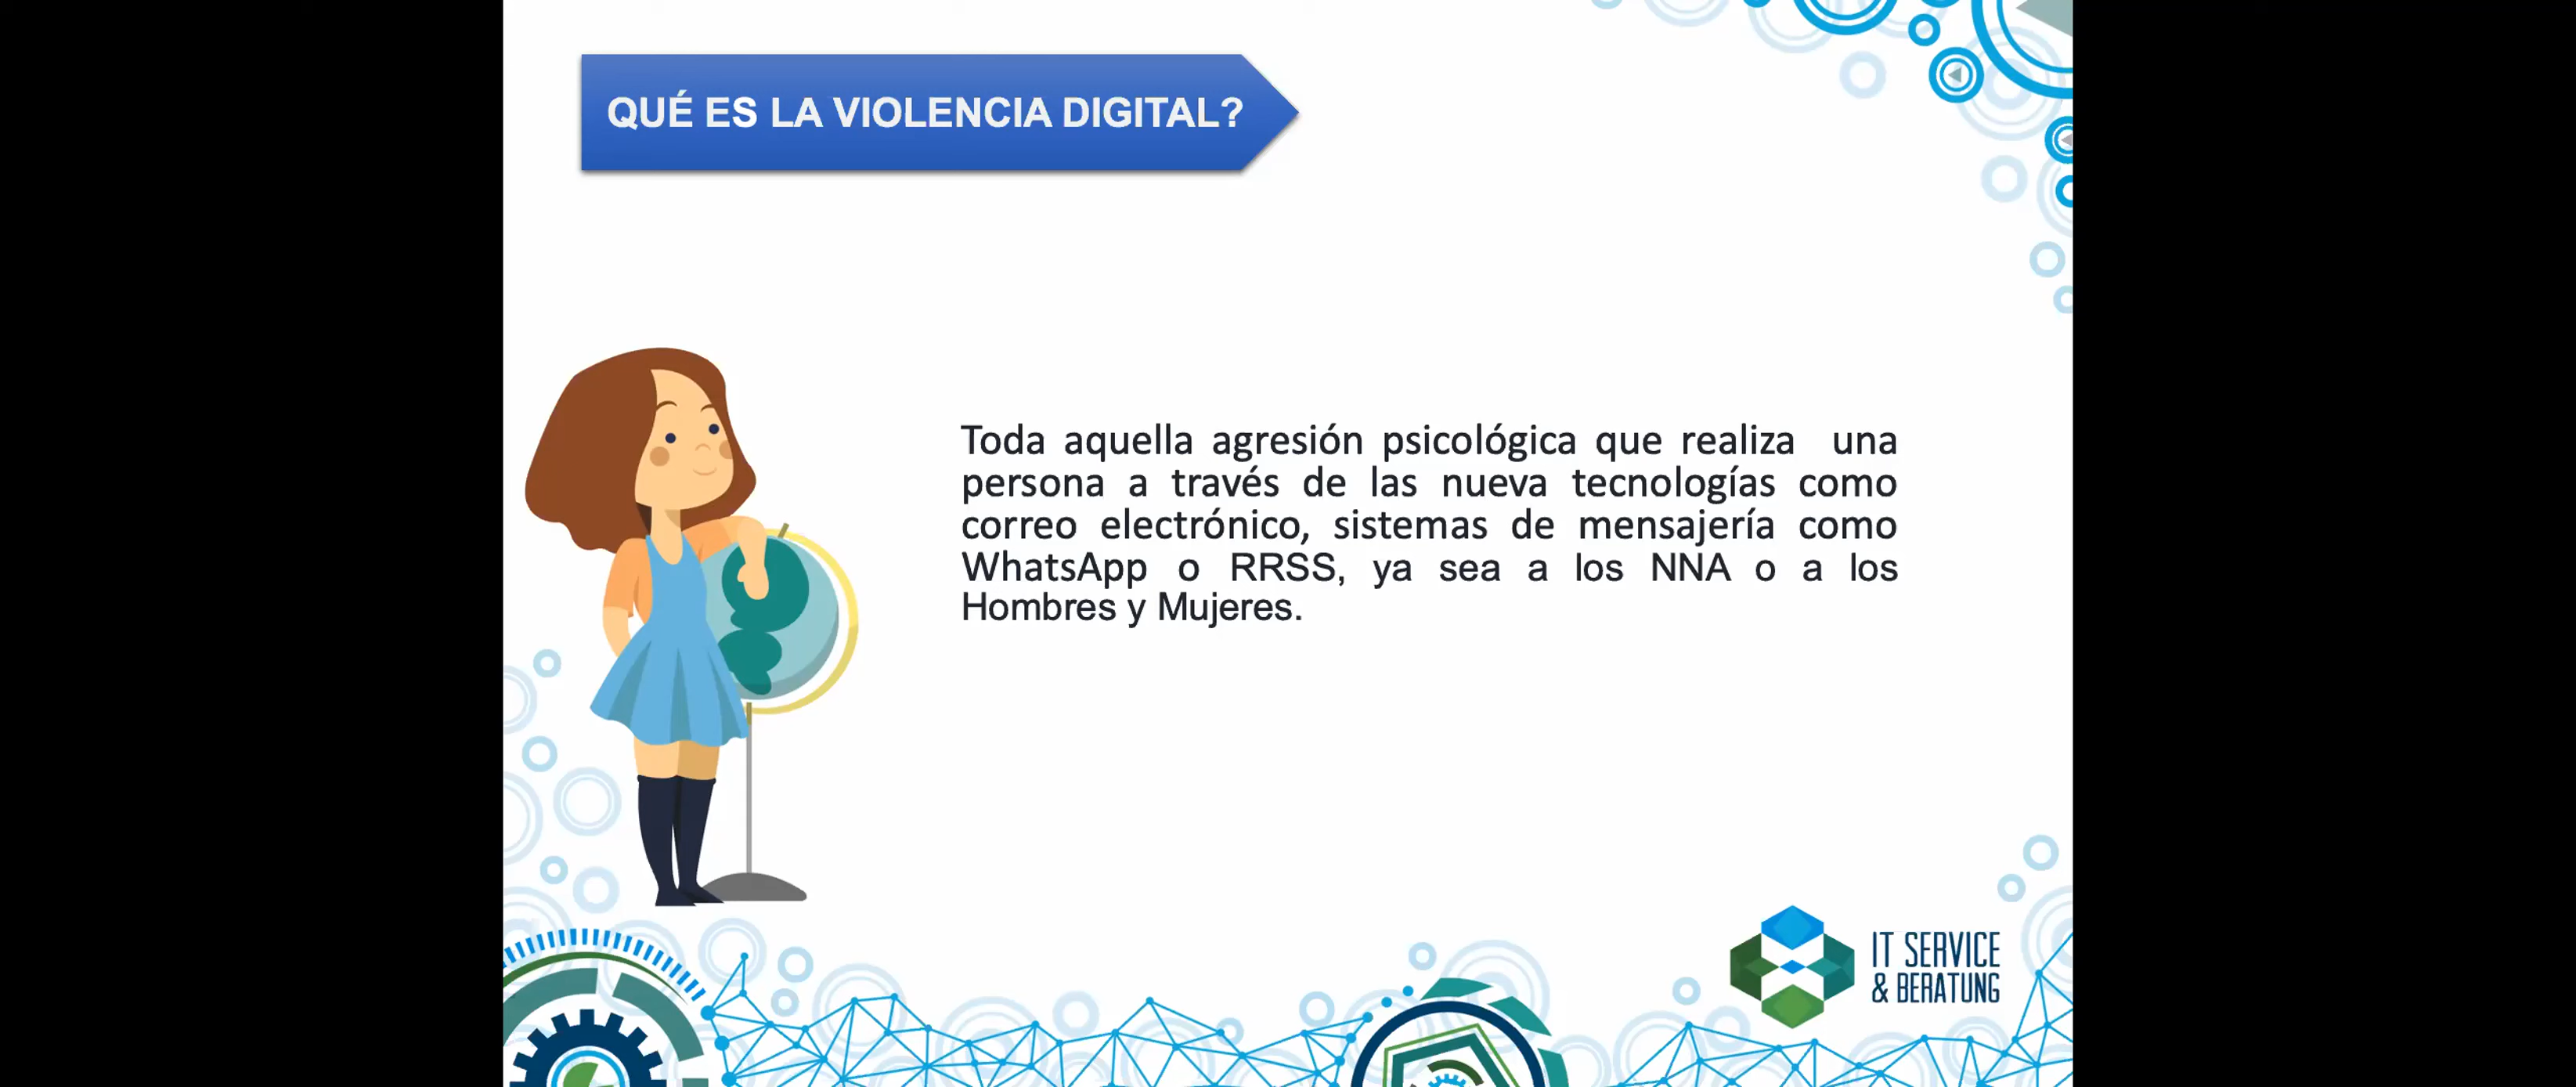 QUÉ ES LA VIOLENCIA DIGITAL?
Toda aquella agresión psicológica que realiza una
persona a través de las nueva tecnologías como
correo electrónico, sistemas de mensajería como
WhatsApp o RRSS, ya sea a los NNA o a los
Hombres y Mujeres.
IT SERVICE
& BERATUNG